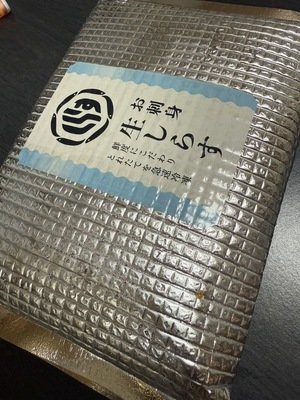 お刺身
生しらす
鮮度にこだわり
とれたてを急速冷凍